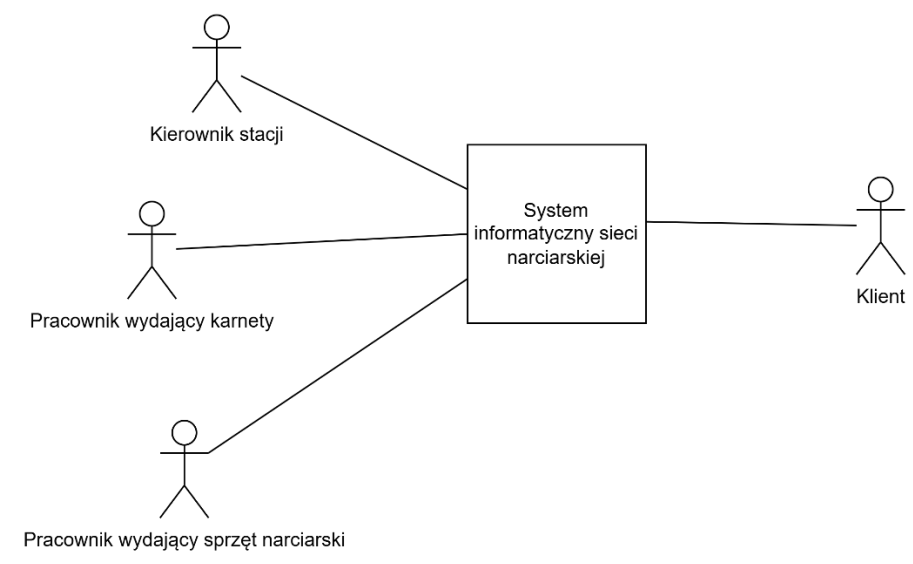 Kierownik stacji
System
informatyczny sieci
narciarskiej
Klient
Pracownik wydający karnety
Pracownik wydający sprzęt narciarski